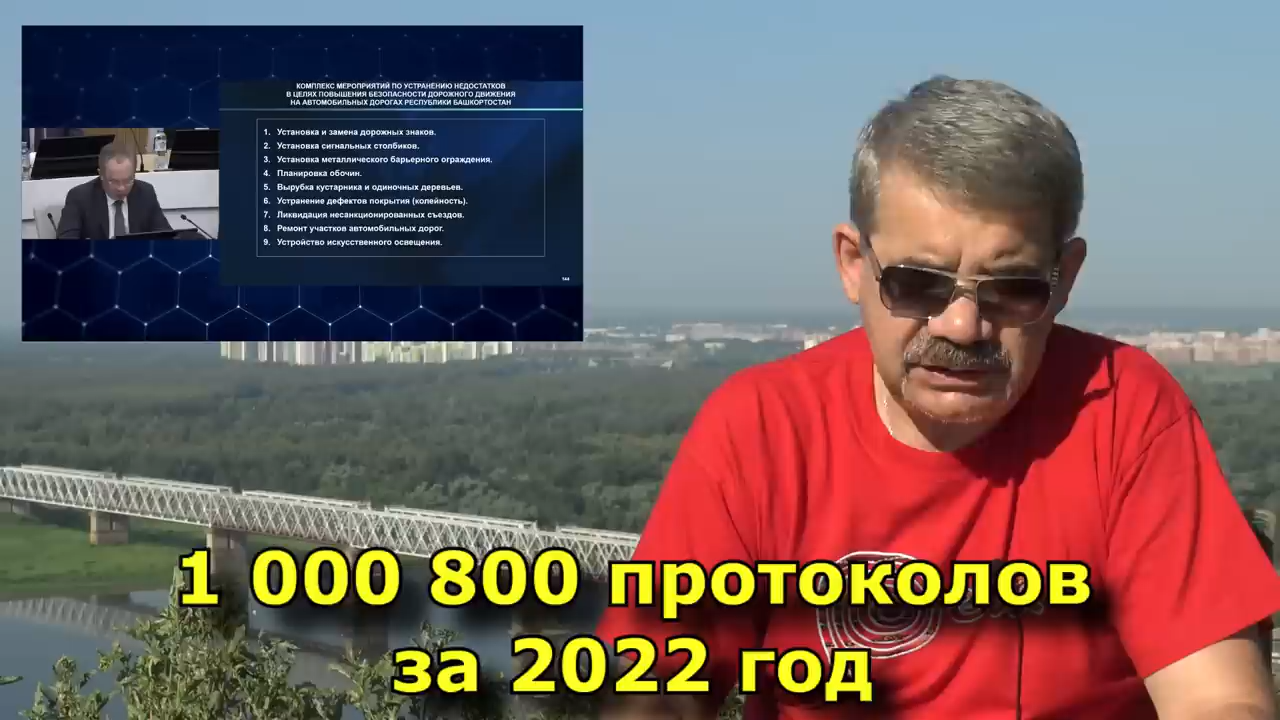 КОМПЛЕКС МЕРОПРИЯТИЙ ПО УСТРАНЕНИЮ НЕДОСТАТКОВ
В ЦЕЛЯХ ПОВЫШЕНИЯ БЕЗОПАСНОСТИ ДОРОЖНОГО ДВИЖЕНИЯ
НА АВТОМОБИЛЬНЫХ ДОРОГАХ РЕСПУБЛИКИ БАШКОРТОСТАН
1. Установка и замена дорожных знаков.
2. Установка сигнальных столбиков.
3. Установка металлического барьерного ограждения.
4. Планировка обочин.
5. Вырубка кустарника и одиночных деревьев.
6. Устранение дефектов покрытия (колейность).
7. Ликвидация несанкционированных съездов.
8. Ремонт участков автомобильных дорог.
9. Устройство искусственного освещения.
1 000 800 протоколов
за 2022 год